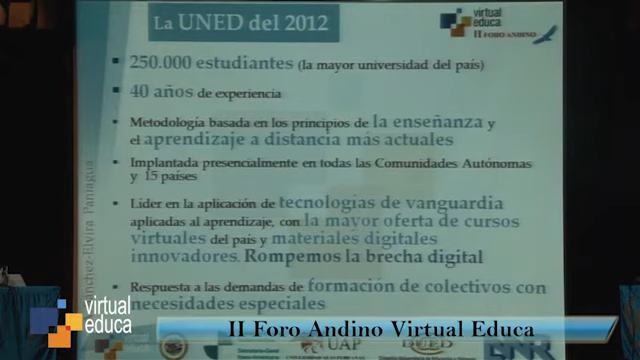 La UNED del 2012
virtual
educa
II FORO ANDINO
250.000 estudiantes (la mayor universidad del país)
40 años de experiencia
Metodología basada en los principios de la enseñanza y
el aprendizaje a distancia más actuales
Implantada presencialmente en todas las Comunidades Autónomas
y 15 países
Líder en la aplicación de tecnologías de vanguardia
aplicadas al aprendizaje, con la mayor oferta de cursos
virtuales del país y materiales digitales
innovadores. Rompemos la brecha digital
Respuesta a las demandas de formación de colectivos con
necesidades especiales
Sánchez-Elvira Paniagua
virtual
educa
II Foro Andino Virtual Educa
UAP